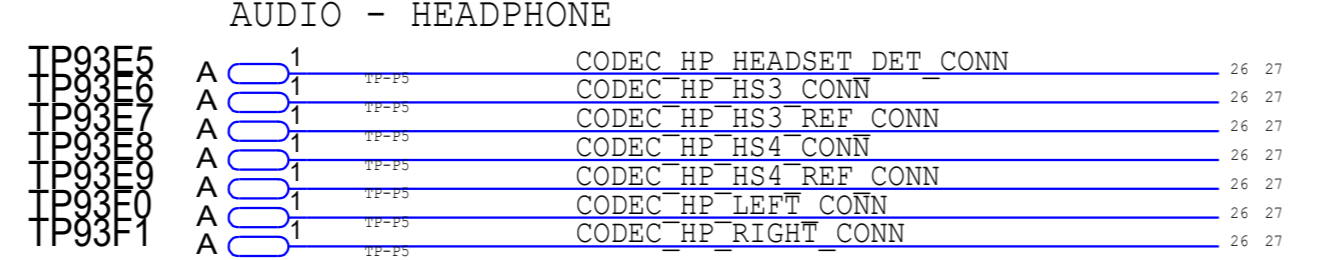 AUDIO - HEADPHONE
TP93E5 A 1 TP-P5 CODEC_HP_HEADSET_DET_CONN 26 27
TP93E6 A 1 TP-P5 CODEC_HP_HS3_CONN 26 27
TP93E7 A 1 TP-P5 CODEC_HP_HS3_REF_CONN 26 27
TP93E8 A 1 TP-P5 CODEC_HP_HS4_CONN 26 27
TP93E9 A 1 TP-P5 CODEC_HP_HS4_REF_CONN 26 27
TP93F0 A 1 TP-P5 CODEC_HP_LEFT_CONN 26 27
TP93F1 A 1 TP-P5 CODEC_HP_RIGHT_CONN 26 27